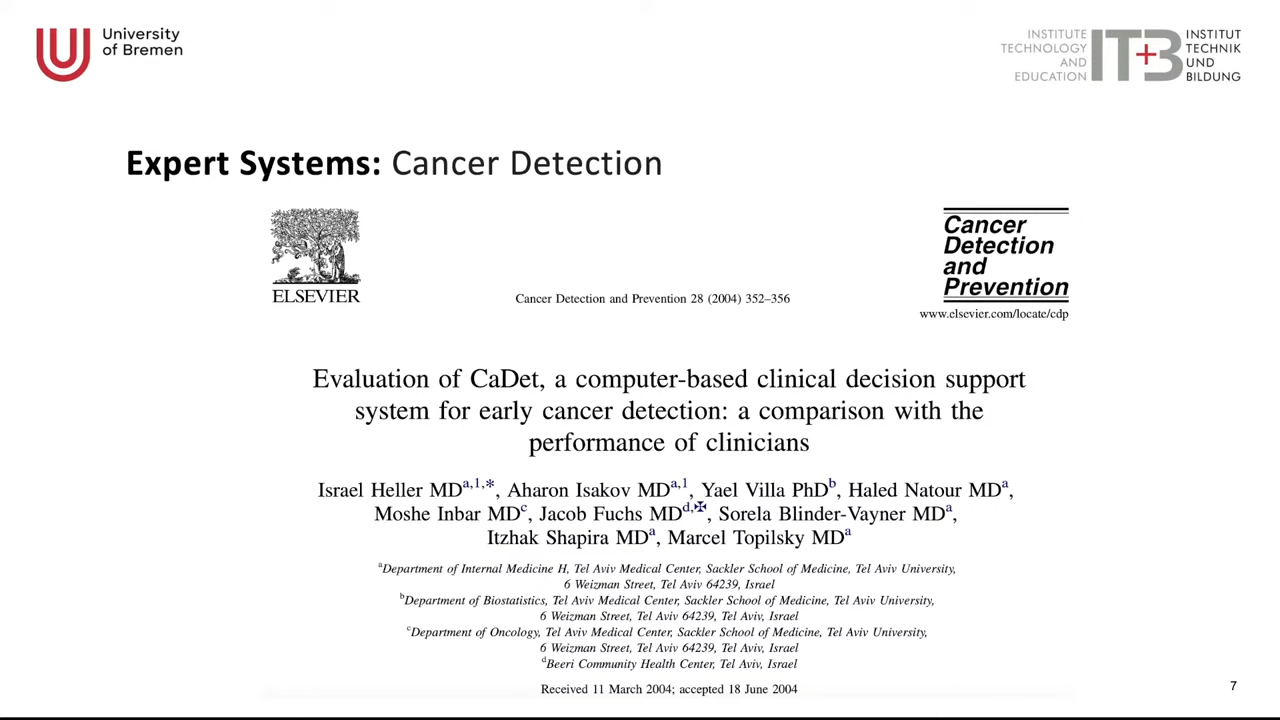 University
of Bremen
INSTITUTE
TECHNOLOGY
AND
EDUCATION
IT+B
INSTITUT
TECHNIK
UND
BILDUNG
Expert Systems: Cancer Detection
ELSEVIER
Cancer Detection and Prevention 28 (2004) 352–356
Cancer
Detection
and
Prevention
www.elsevier.com/locate/cdp
Evaluation of CaDet, a computer-based clinical decision support
system for early cancer detection: a comparison with the
performance of clinicians
Israel Heller MDa,1,*, Aharon Isakov MDa,1, Yael Villa PhDb, Haled Natour MDa,
Moshe Inbar MDc, Jacob Fuchs MDd,✠, Sorela Blinder-Vayner MDa,
Itzhak Shapira MDa, Marcel Topilsky MDa
aDepartment of Internal Medicine H, Tel Aviv Medical Center, Sackler School of Medicine, Tel Aviv University,
6 Weizman Street, Tel Aviv 64239, Israel
bDepartment of Biostatistics, Tel Aviv Medical Center, Sackler School of Medicine, Tel Aviv University,
6 Weizman Street, Tel Aviv 64239, Tel Aviv, Israel
cDepartment of Oncology, Tel Aviv Medical Center, Sackler School of Medicine, Tel Aviv University,
6 Weizman Street, Tel Aviv 64239, Tel Aviv, Israel
dBeeri Community Health Center, Tel Aviv, Israel
Received 11 March 2004; accepted 18 June 2004
7